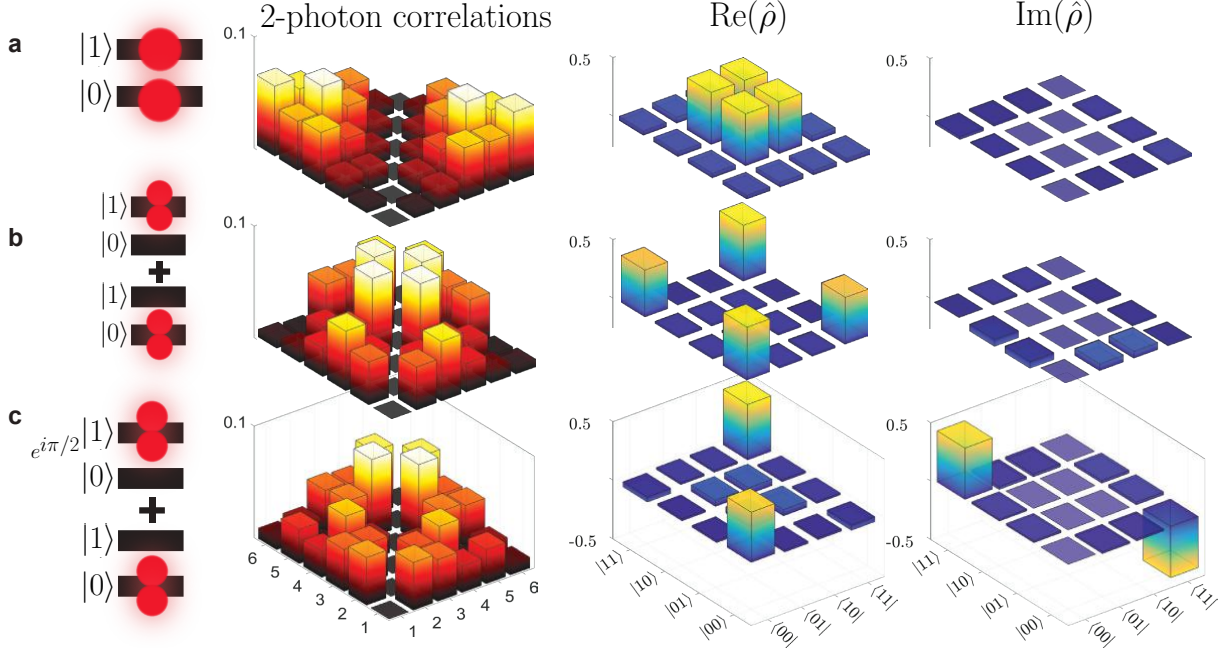 2-photon correlations Re(ρ̂) Im(ρ̂)
a
|1⟩
|0⟩
0.1
0.5
0.5
b
|1⟩
|0⟩
+
|1⟩
|0⟩
0.1
0.5
0.5
c
e^{iπ/2}|1⟩
|0⟩
+
|1⟩
|0⟩
0.1
6 5 4 3 2 1
1 2 3 4 5 6
0.5
-0.5
|11⟩ |10⟩ |01⟩ |00⟩
⟨00| ⟨01| ⟨10| ⟨11|
0.5
-0.5
|11⟩ |10⟩ |01⟩ |00⟩
⟨00| ⟨01| ⟨10| ⟨11|